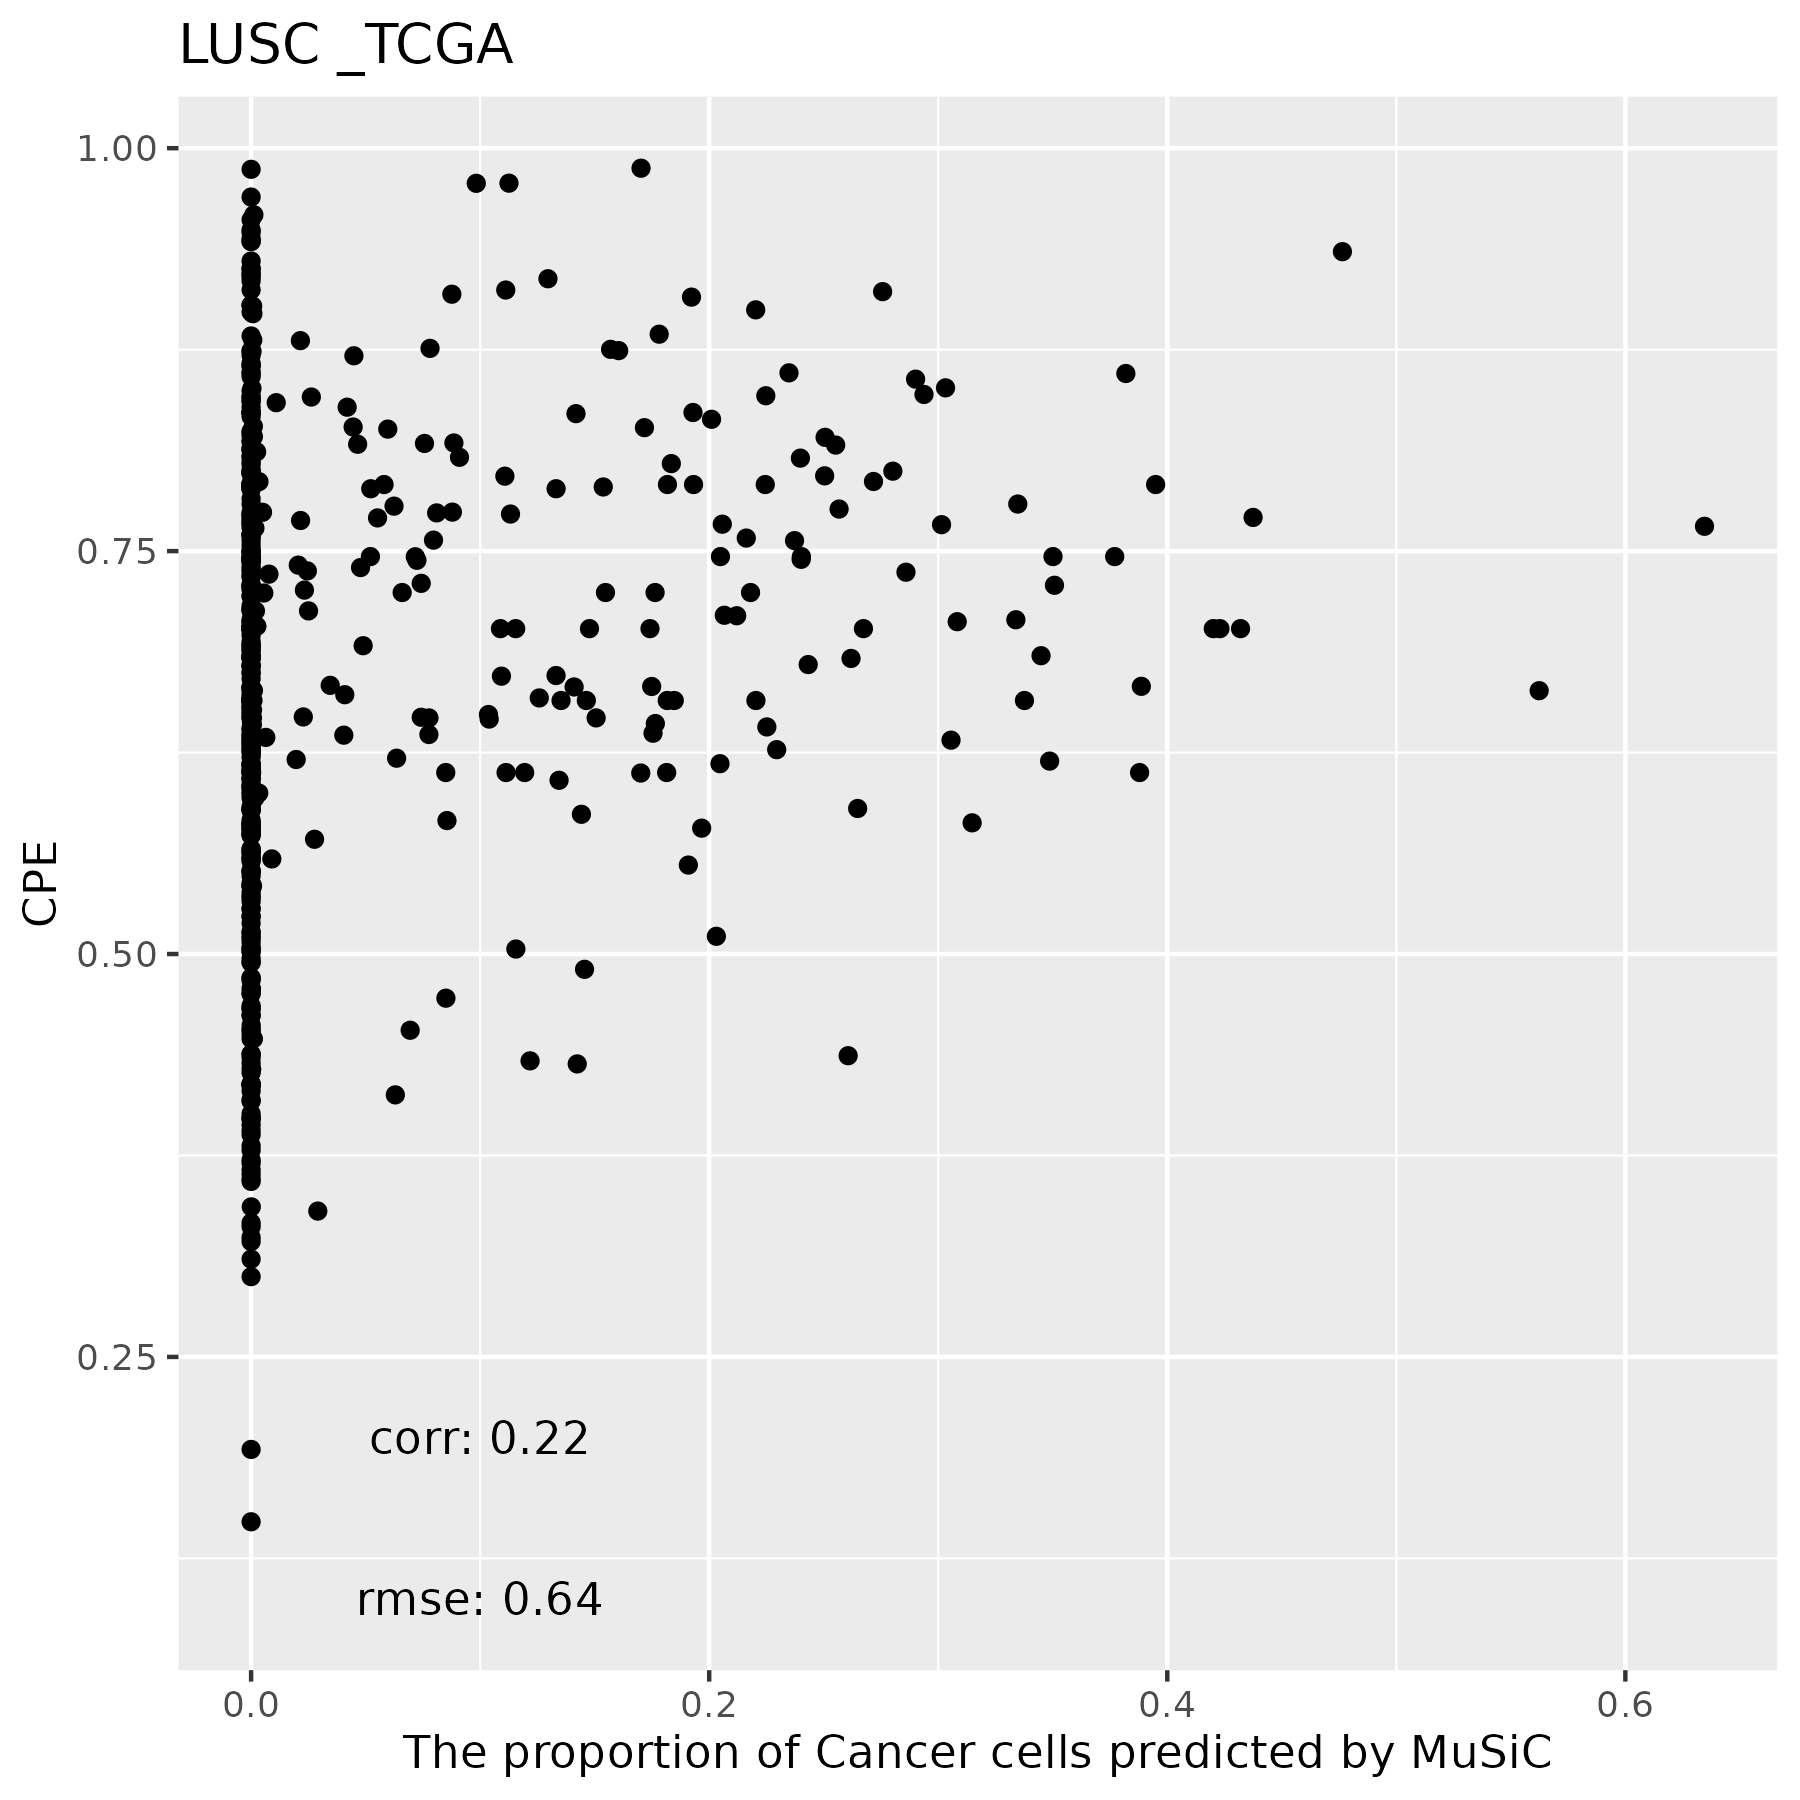 LUSC _TCGA
1.00
0.75
0.50
0.25
CPE
corr: 0.22
rmse: 0.64
0.0
0.2
0.4
0.6
The proportion of Cancer cells predicted by MuSiC